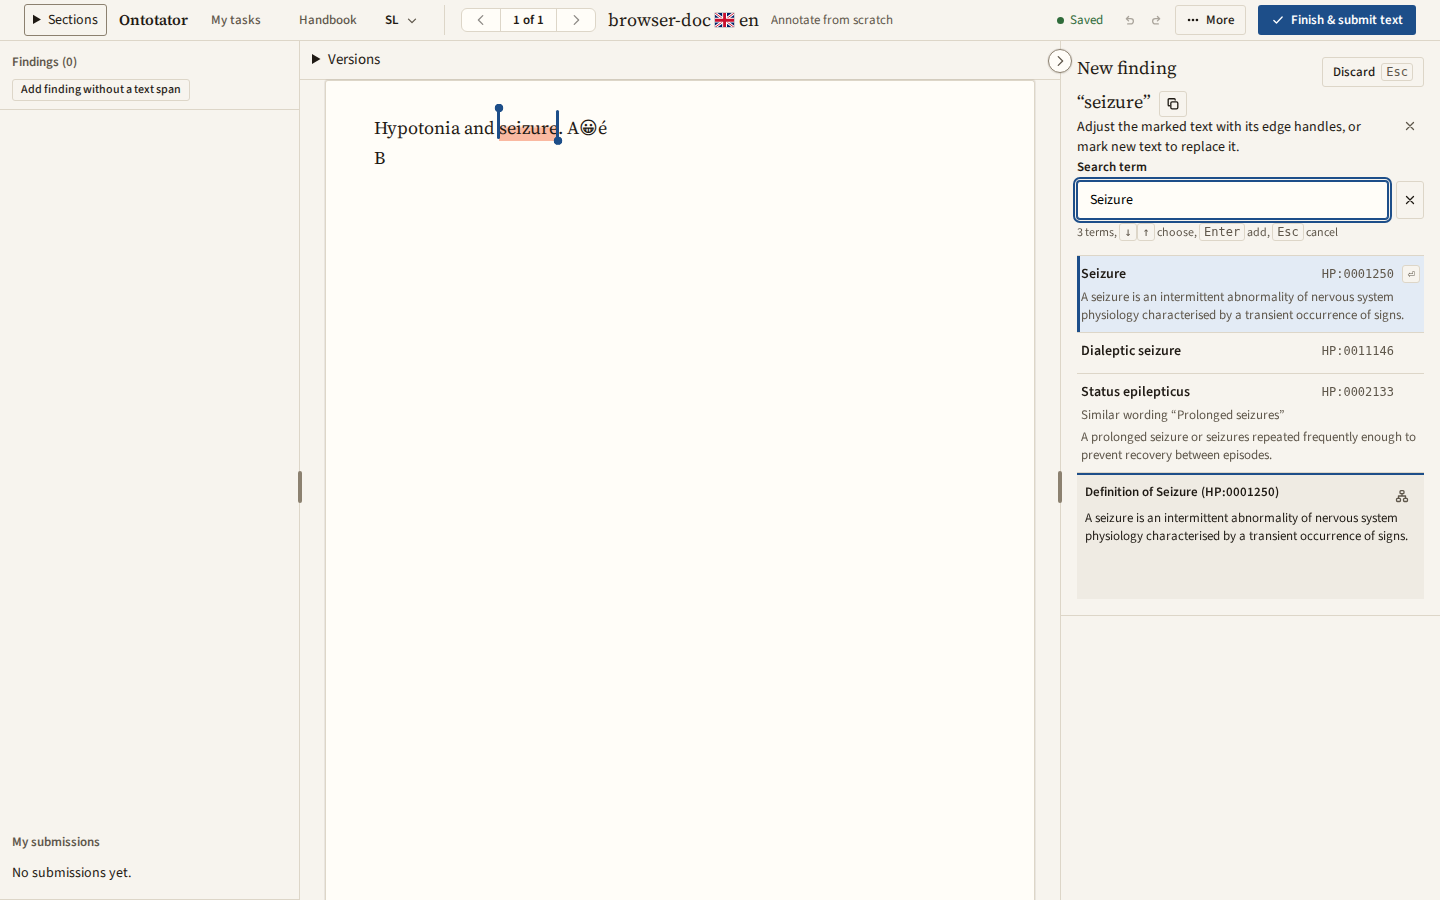 Sections
Ontotator
My tasks
Handbook
SL
1 of 1
browser-doc 🇬🇧 en
Annotate from scratch
Saved
More
Finish & submit text
Findings (0)
Add finding without a text span
Versions
Hypotonia and seizure. A😀é
B
My submissions
No submissions yet.
New finding
Discard Esc
“seizure”
Adjust the marked text with its edge handles, or
mark new text to replace it.
Search term
Seizure
3 terms, ↓ ↑ choose, Enter add, Esc cancel
Seizure HP:0001250 ⏎
A seizure is an intermittent abnormality of nervous system
physiology characterised by a transient occurrence of signs.
Dialeptic seizure HP:0011146
Status epilepticus HP:0002133
Similar wording “Prolonged seizures”
A prolonged seizure or seizures repeated frequently enough to
prevent recovery between episodes.
Definition of Seizure (HP:0001250)
A seizure is an intermittent abnormality of nervous system
physiology characterised by a transient occurrence of signs.